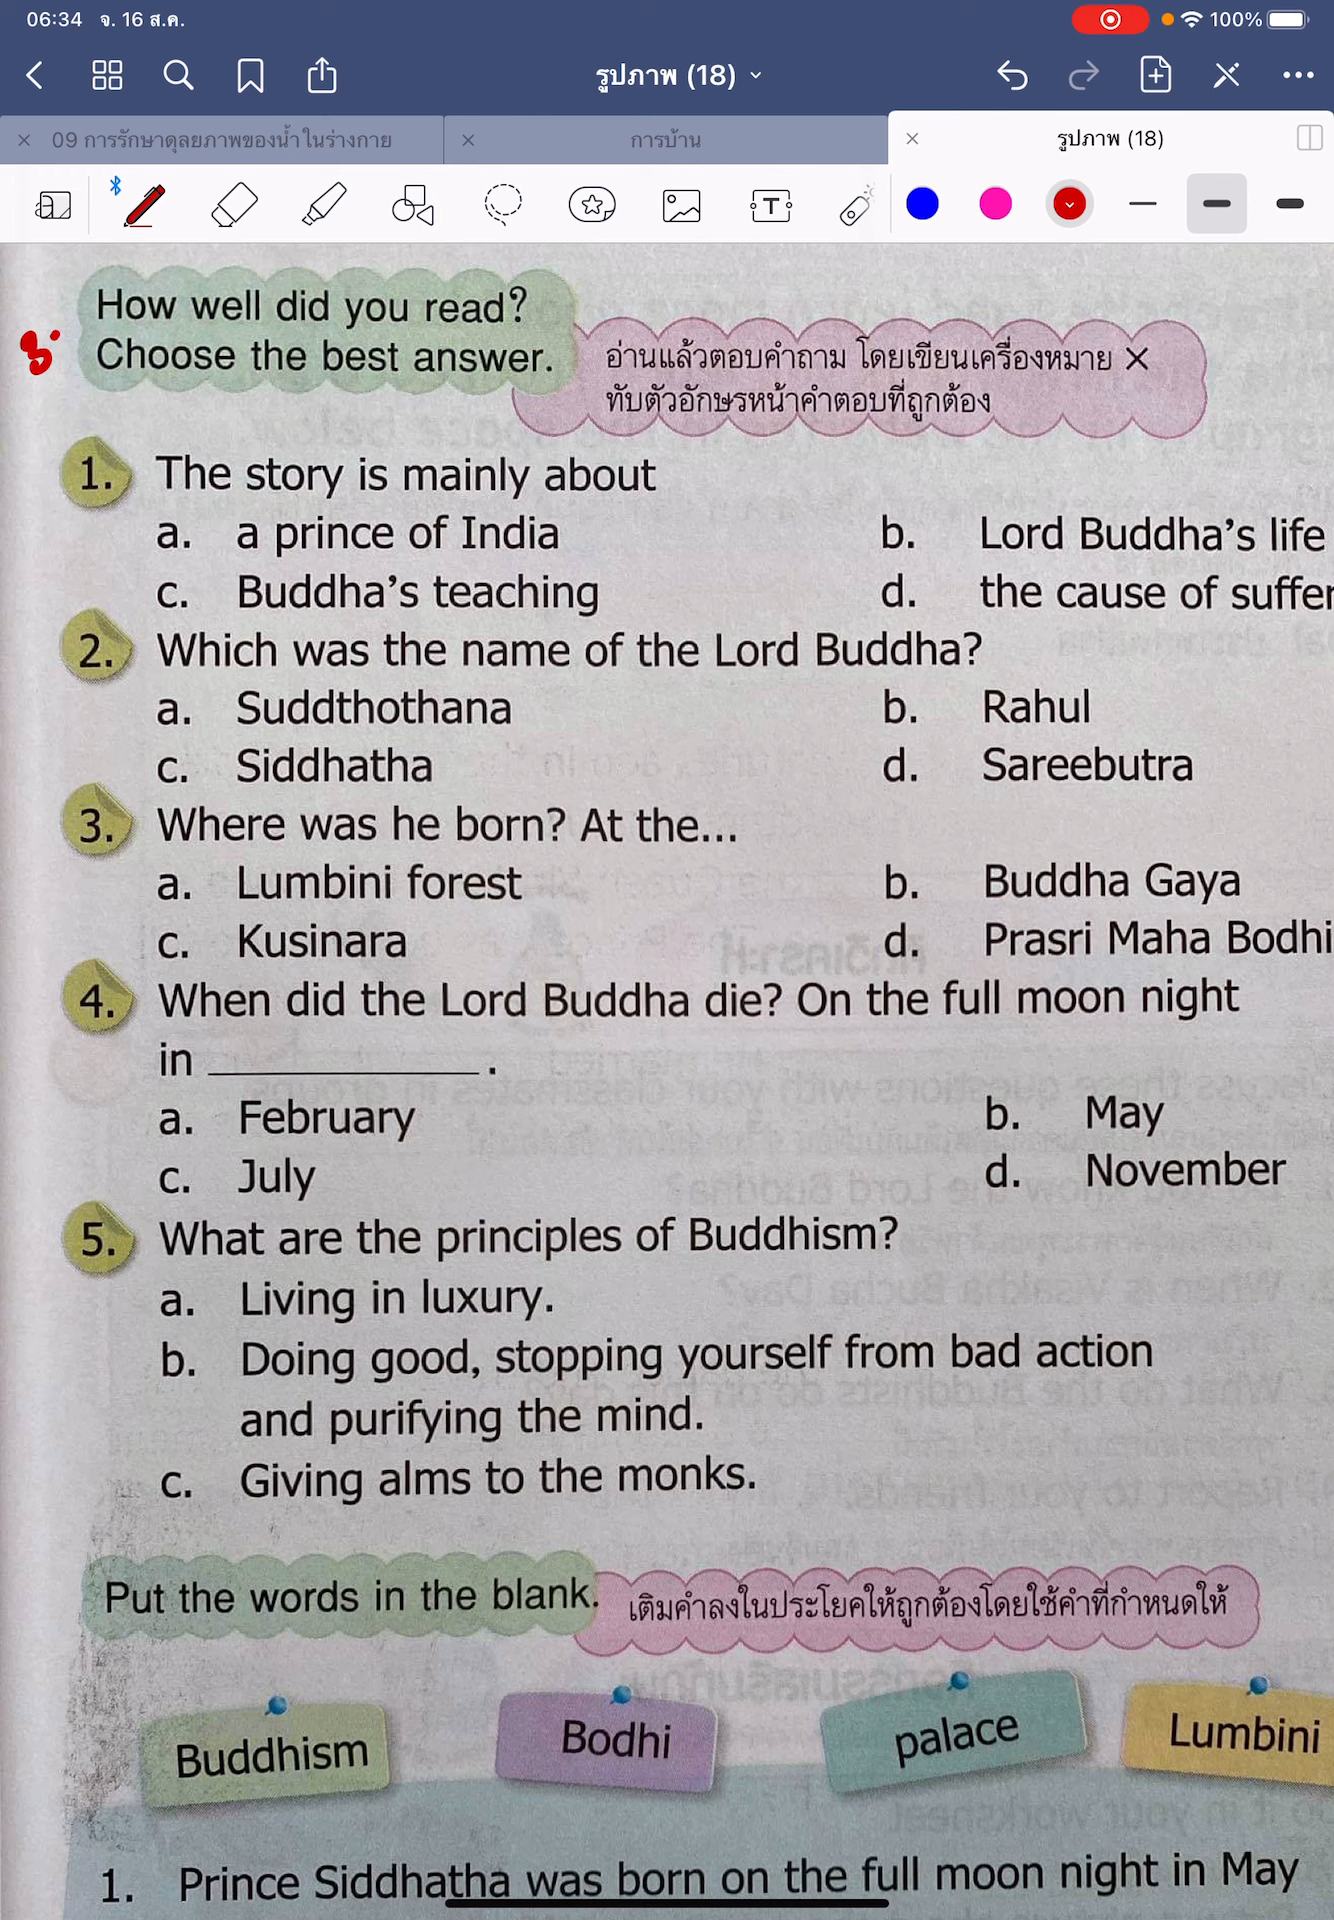 06:34 จ. 16 ส.ค.
100%
รูปภาพ (18)
09 การรักษาดุลยภาพของน้ำในร่างกาย
การบ้าน
รูปภาพ (18)
How well did you read?
Choose the best answer.
อ่านแล้วตอบคำถาม โดยเขียนเครื่องหมาย ×
ทับตัวอักษรหน้าคำตอบที่ถูกต้อง
1. The story is mainly about
a. a prince of India b. Lord Buddha's life
c. Buddha's teaching d. the cause of suffer
2. Which was the name of the Lord Buddha?
a. Suddthothana b. Rahul
c. Siddhatha d. Sareebutra
3. Where was he born? At the...
a. Lumbini forest b. Buddha Gaya
c. Kusinara d. Prasri Maha Bodhi
4. When did the Lord Buddha die? On the full moon night
in ____________.
a. February b. May
c. July d. November
5. What are the principles of Buddhism?
a. Living in luxury.
b. Doing good, stopping yourself from bad action
and purifying the mind.
c. Giving alms to the monks.
Put the words in the blank.
เติมคำลงในประโยคให้ถูกต้องโดยใช้คำที่กำหนดให้
Buddhism Bodhi palace Lumbini
1. Prince Siddhatha was born on the full moon night in May